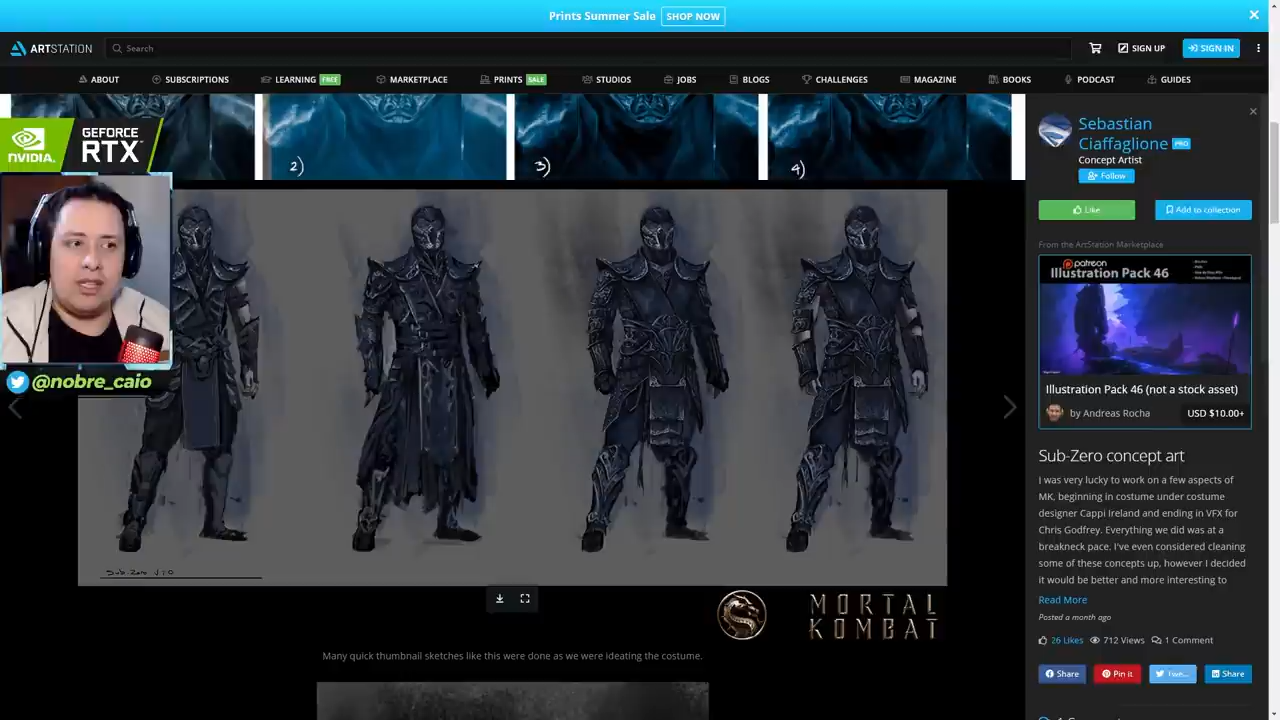 Prints Summer Sale SHOP NOW
ARTSTATION Search SIGN UP SIGN IN
ABOUT SUBSCRIPTIONS LEARNING FREE MARKETPLACE PRINTS SALE STUDIOS JOBS BLOGS CHALLENGES MAGAZINE BOOKS PODCAST GUIDES
2) 3) 4)
NVIDIA. GEFORCE RTX
@nobre_caio
Sub-Zero V.7.0
MORTAL
KOMBAT
Many quick thumbnail sketches like this were done as we were ideating the costume.
Sebastian
Ciaffaglione PRO
Concept Artist
Follow
Like Add to collection
From the ArtStation Marketplace
patreon
Illustration Pack 46
Illustration Pack 46 (not a stock asset)
by Andreas Rocha USD $10.00+
Sub-Zero concept art
I was very lucky to work on a few aspects of
MK, beginning in costume under costume
designer Cappi Ireland and ending in VFX for
Chris Godfrey. Everything we did was at a
breakneck pace. I've even considered cleaning
some of these concepts up, however I decided
it would be better and more interesting to
Read More
Posted a month ago
26 Likes 712 Views 1 Comment
Share Pin it Twe... Share